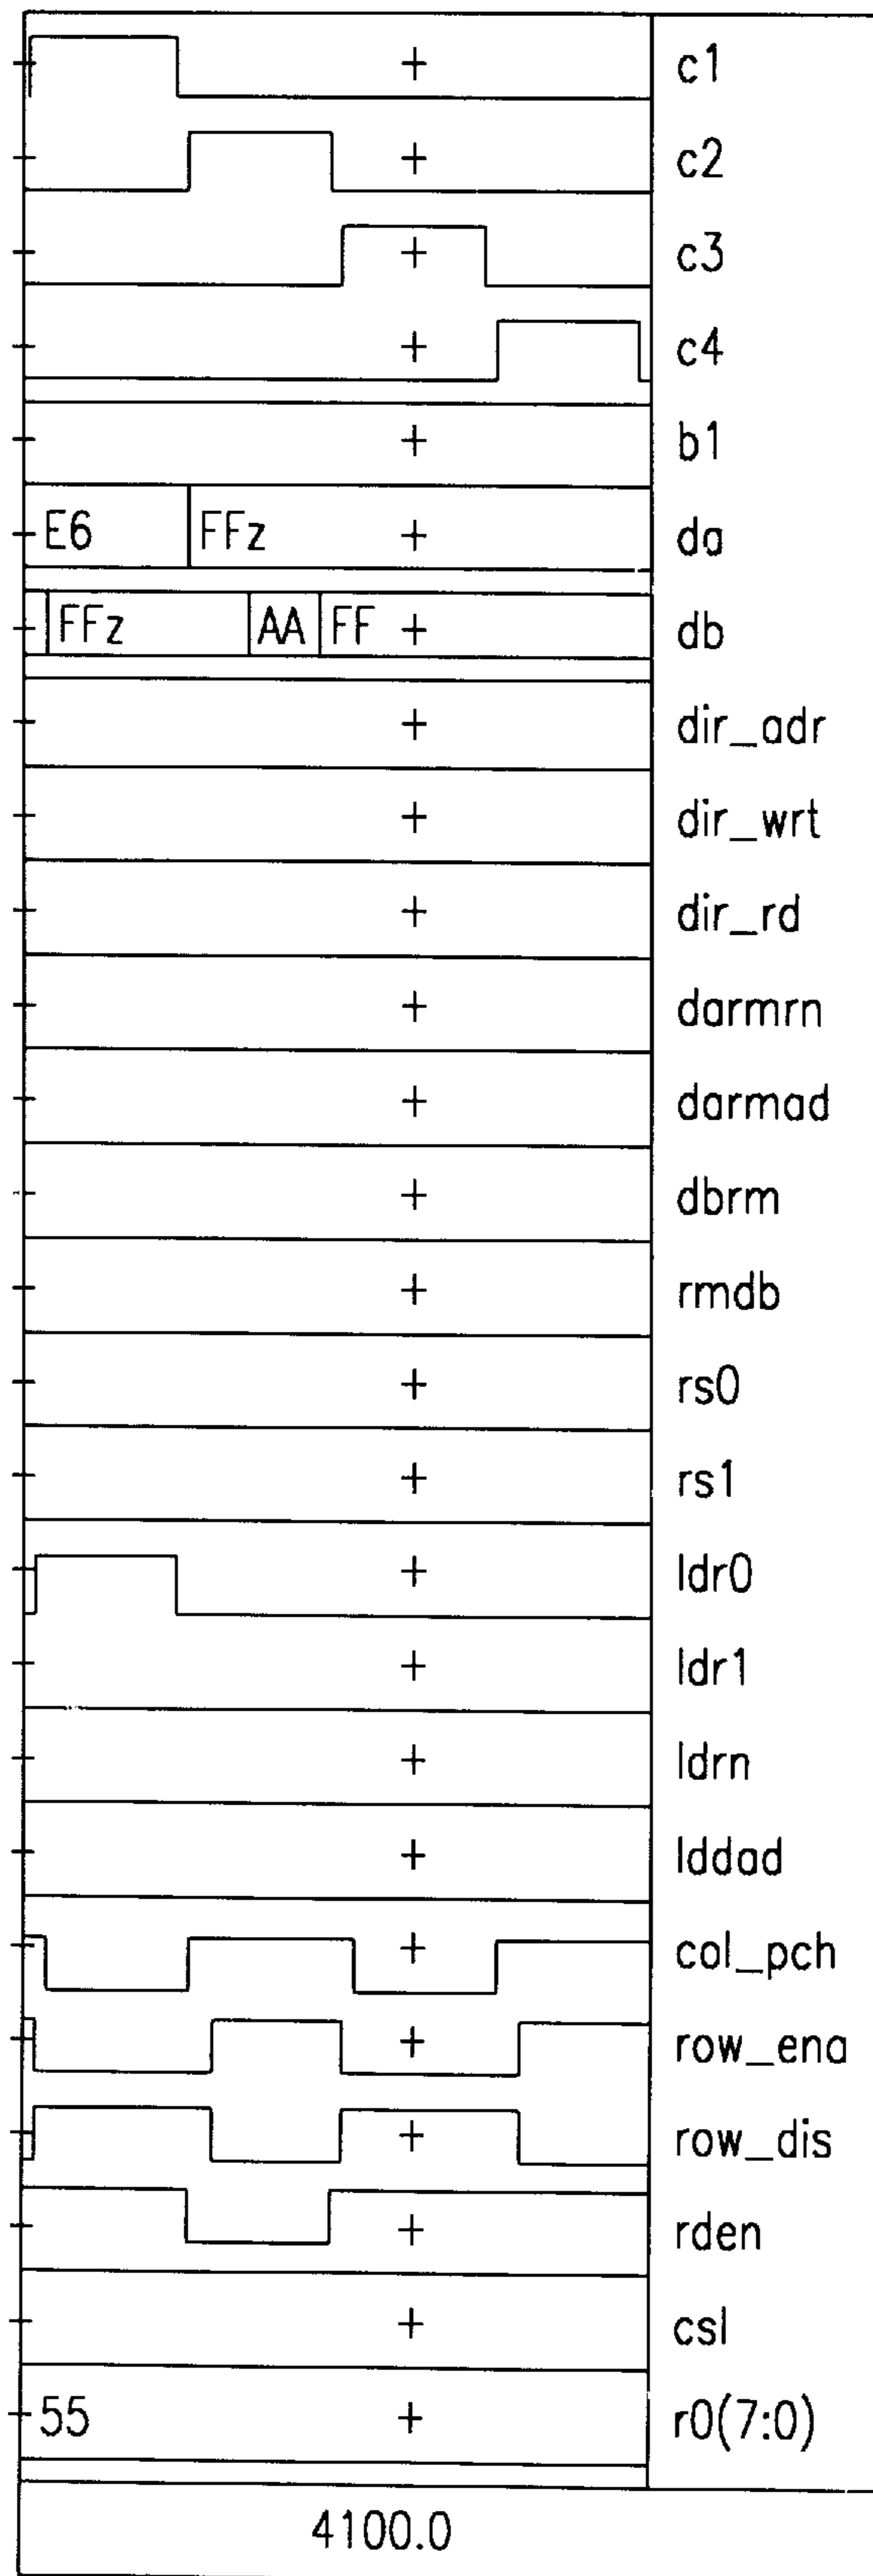 c1
c2
c3
c4
b1
E6 FFz da
FFz AA FF db
dir_adr
dir_wrt
dir_rd
darmrn
darmad
dbrm
rmdb
rs0
rs1
ldr0
ldr1
ldrn
lddad
col_pch
row_ena
row_dis
rden
csl
55 r0(7:0)
4100.0